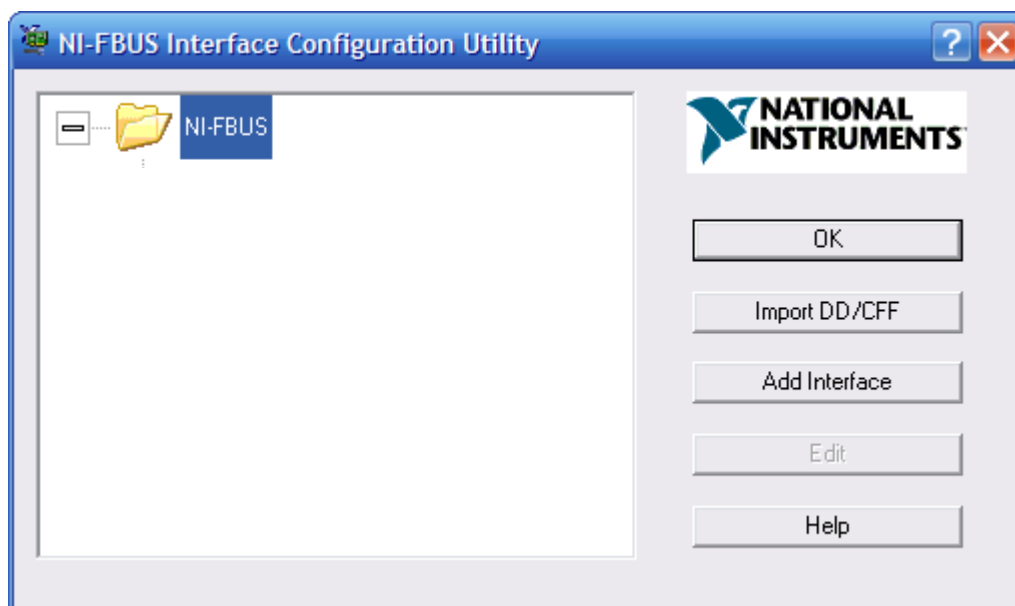 NI-FBUS Interface Configuration Utility
NI-FBUS
NATIONAL
INSTRUMENTS
OK
Import DD/CFF
Add Interface
Edit
Help